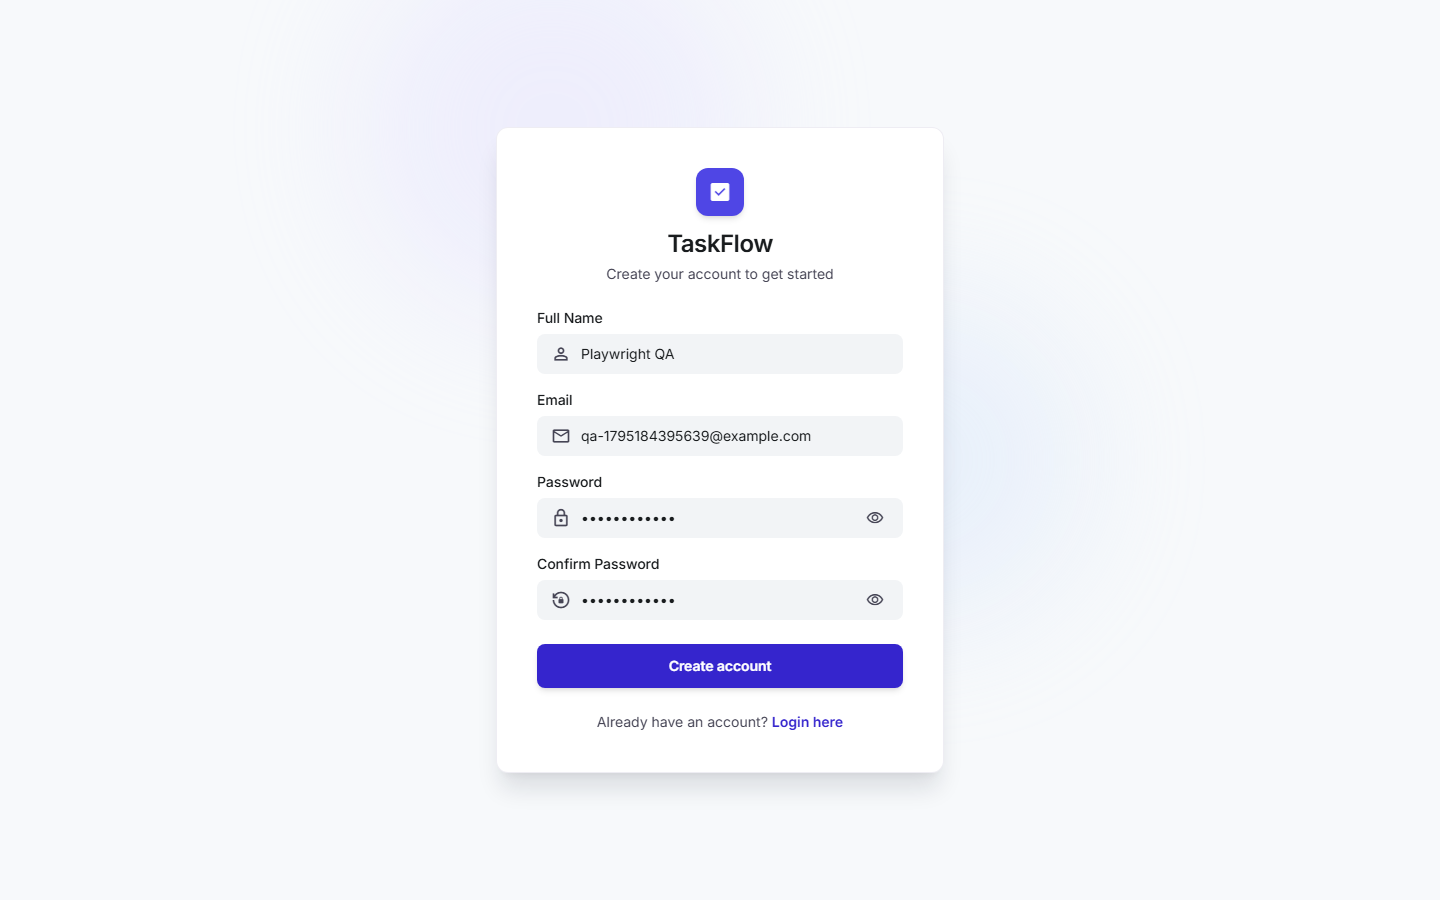 TaskFlow
Create your account to get started
Full Name
Playwright QA
Email
qa-1795184395639@example.com
Password
••••••••••••
Confirm Password
••••••••••••
Create account
Already have an account? Login here